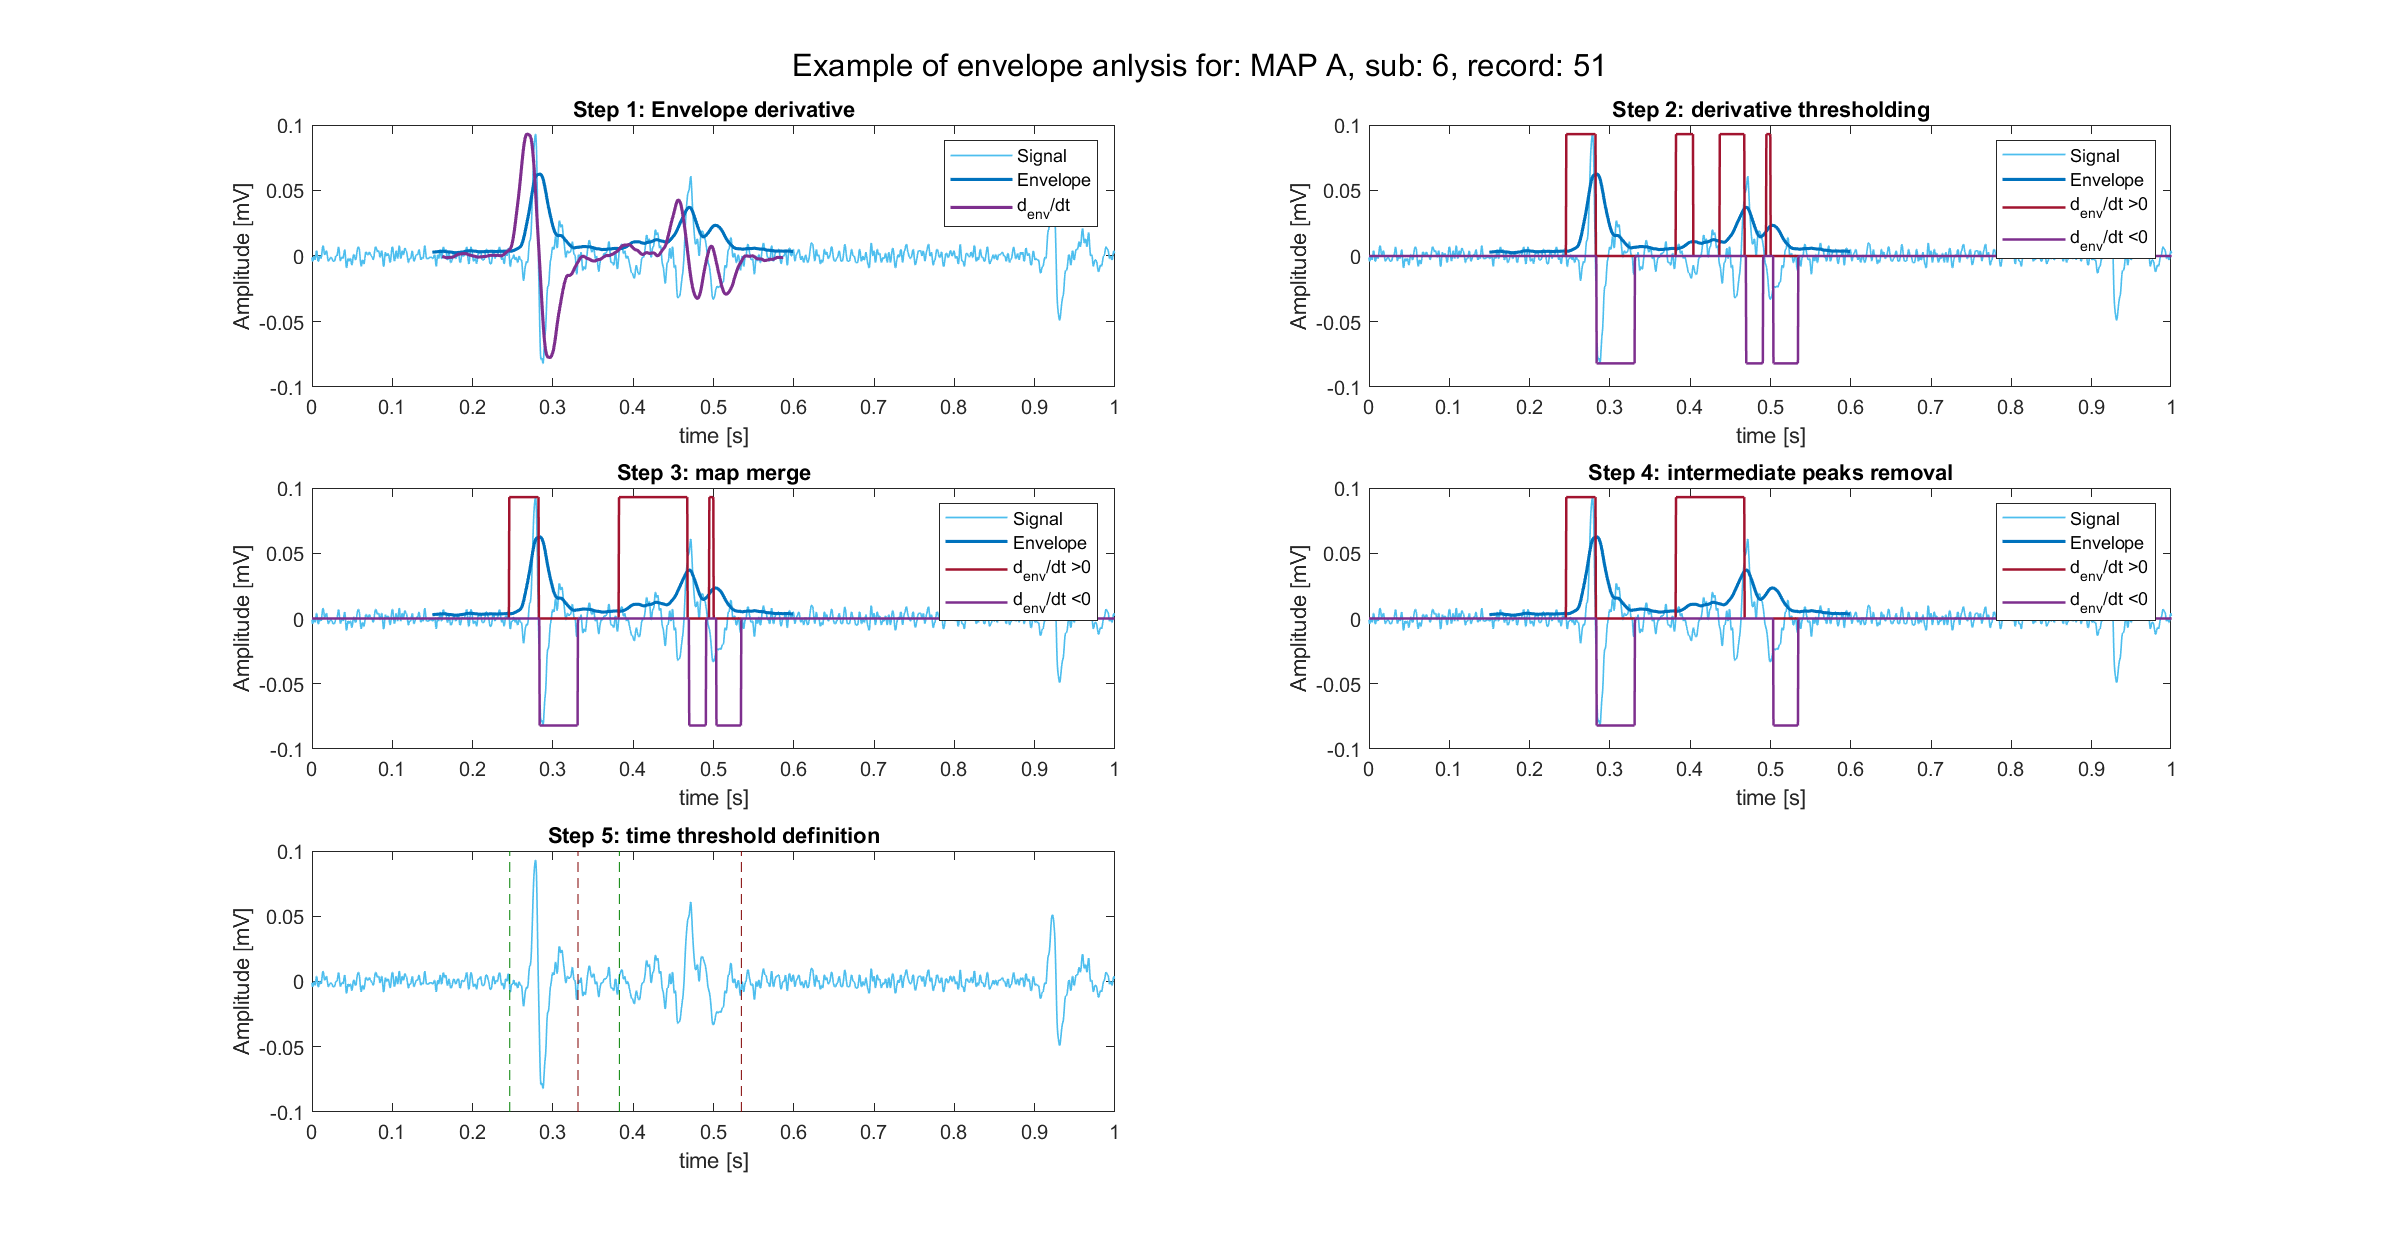 Example of envelope anlysis for: MAP A, sub: 6, record: 51
Step 1: Envelope derivative
0.1
0.05
0
-0.05
-0.1
Amplitude [mV]
0 0.1 0.2 0.3 0.4 0.5 0.6 0.7 0.8 0.9 1
time [s]
Signal
Envelope
d_env/dt
Step 2: derivative thresholding
0.1
0.05
0
-0.05
-0.1
Amplitude [mV]
0 0.1 0.2 0.3 0.4 0.5 0.6 0.7 0.8 0.9 1
time [s]
Signal
Envelope
d_env/dt >0
d_env/dt <0
Step 3: map merge
0.1
0.05
0
-0.05
-0.1
Amplitude [mV]
0 0.1 0.2 0.3 0.4 0.5 0.6 0.7 0.8 0.9 1
time [s]
Signal
Envelope
d_env/dt >0
d_env/dt <0
Step 4: intermediate peaks removal
0.1
0.05
0
-0.05
-0.1
Amplitude [mV]
0 0.1 0.2 0.3 0.4 0.5 0.6 0.7 0.8 0.9 1
time [s]
Signal
Envelope
d_env/dt >0
d_env/dt <0
Step 5: time threshold definition
0.1
0.05
0
-0.05
-0.1
Amplitude [mV]
0 0.1 0.2 0.3 0.4 0.5 0.6 0.7 0.8 0.9 1
time [s]